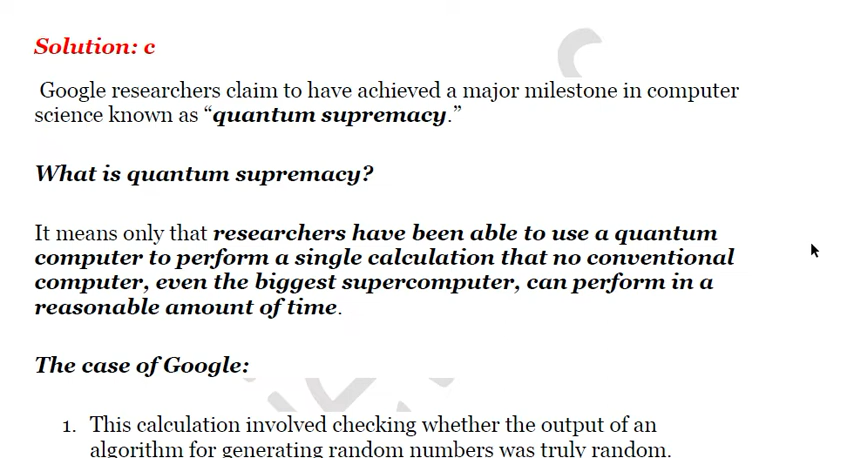 Solution: c
Google researchers claim to have achieved a major milestone in computer
science known as “quantum supremacy.”
What is quantum supremacy?
It means only that researchers have been able to use a quantum
computer to perform a single calculation that no conventional
computer, even the biggest supercomputer, can perform in a
reasonable amount of time.
The case of Google:
1. This calculation involved checking whether the output of an
algorithm for generating random numbers was truly random.